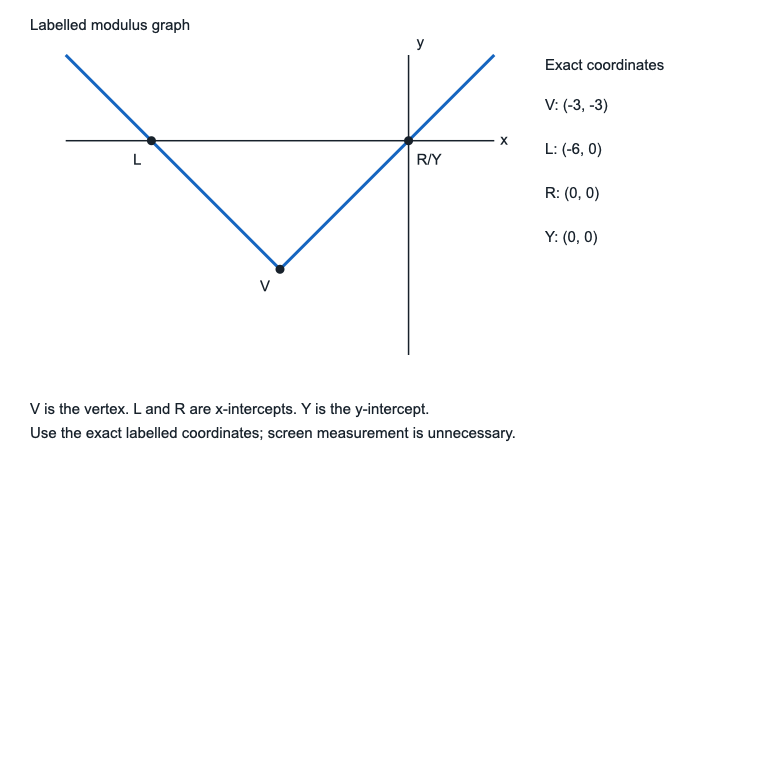 Labelled modulus graph
y
Exact coordinates
V: (-3, -3)
x
L: (-6, 0)
L
R/Y
R: (0, 0)
Y: (0, 0)
V
V is the vertex. L and R are x-intercepts. Y is the y-intercept.
Use the exact labelled coordinates; screen measurement is unnecessary.